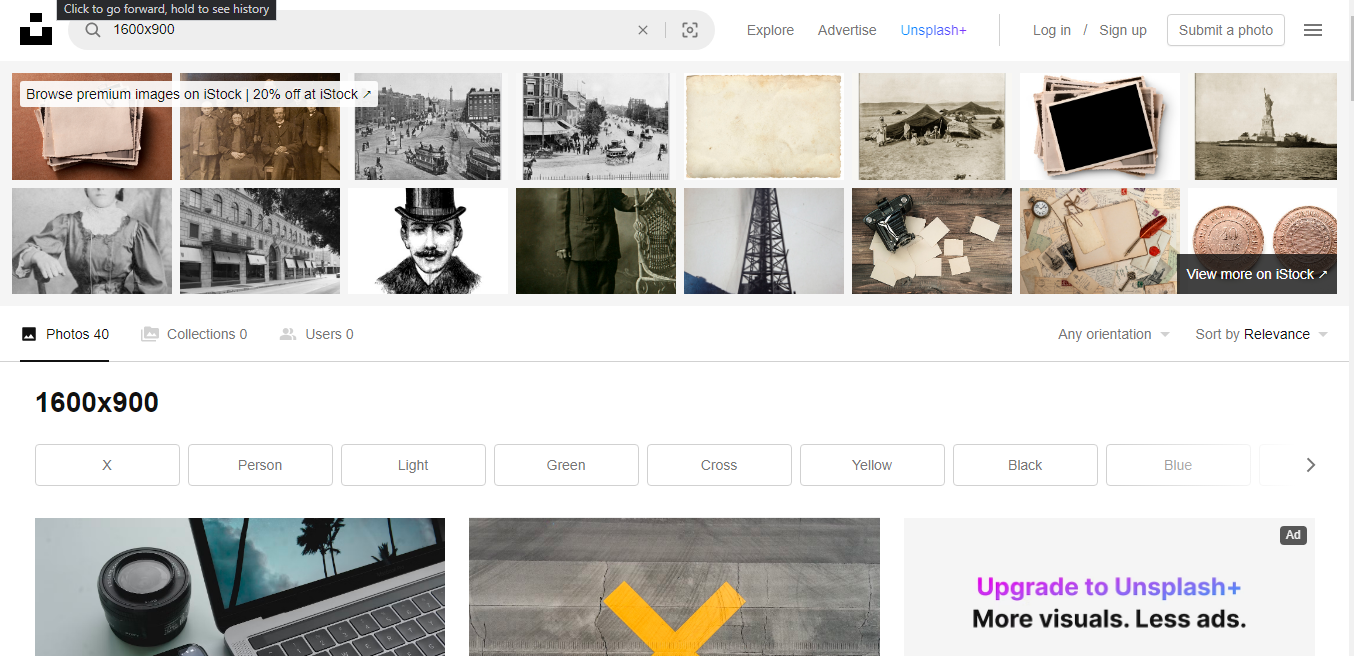 Click to go forward, hold to see history
1600x900
Explore
Advertise
Unsplash+
Log in / Sign up
Submit a photo
Browse premium images on iStock | 20% off at iStock ↗
View more on iStock ↗
Photos 40
Collections 0
Users 0
Any orientation
Sort by Relevance
1600x900
X
Person
Light
Green
Cross
Yellow
Black
Blue
Ad
Upgrade to Unsplash+
More visuals. Less ads.